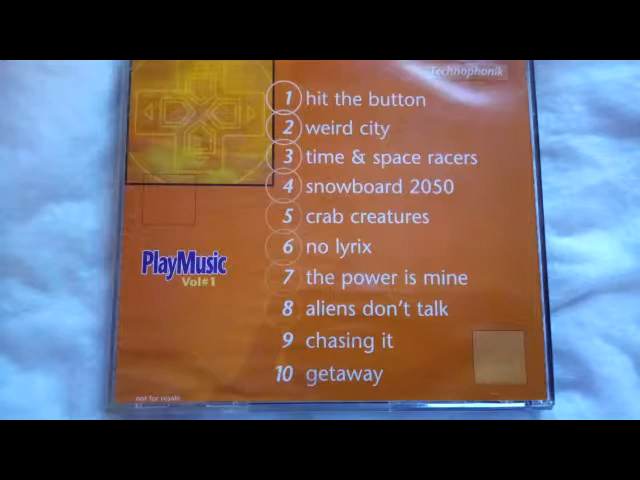 Technophonik
1 hit the button
2 weird city
3 time & space racers
4 snowboard 2050
5 crab creatures
6 no lyrix
PlayMusic
Vol#1
7 the power is mine
8 aliens don't talk
9 chasing it
10 getaway
not for resale